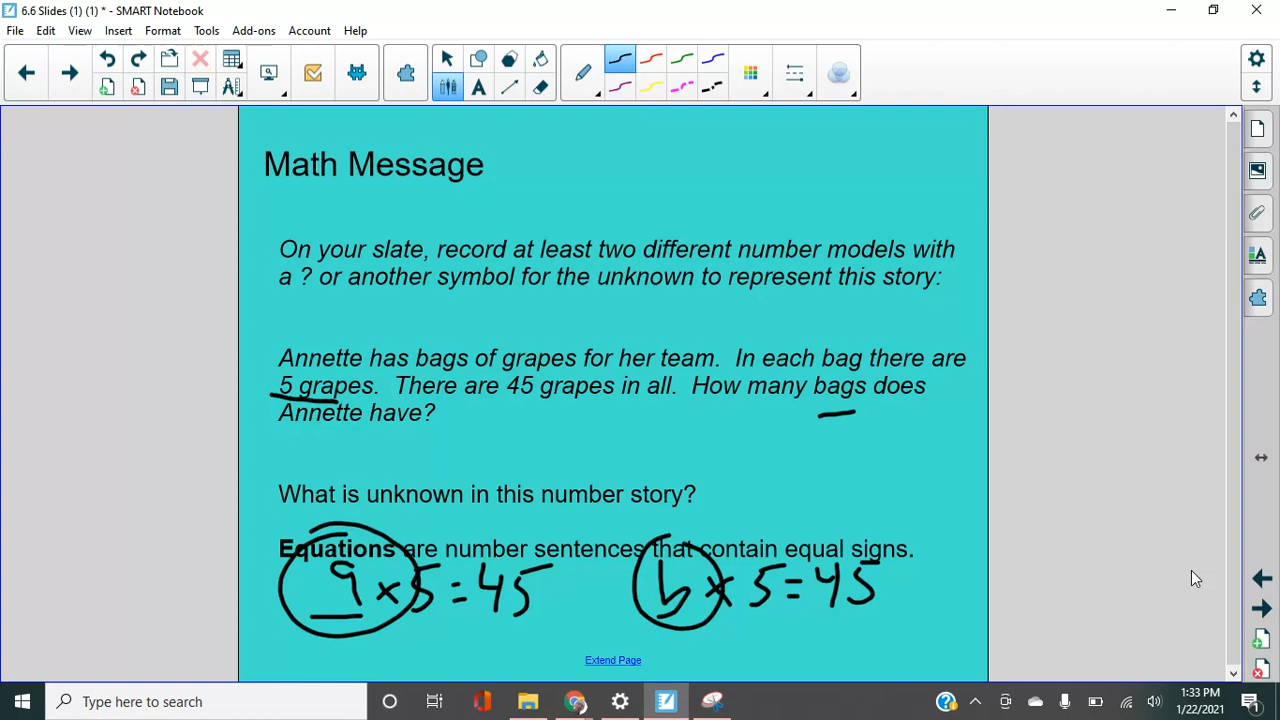 6.6 Slides (1) (1) * - SMART Notebook
File Edit View Insert Format Tools Add-ons Account Help
Math Message
On your slate, record at least two different number models with
a ? or another symbol for the unknown to represent this story:
Annette has bags of grapes for her team. In each bag there are
5 grapes. There are 45 grapes in all. How many bags does
Annette have?
What is unknown in this number story?
Equations are number sentences that contain equal signs.
9 × 5 = 45 b × 5 = 45
Extend Page
Type here to search
1:33 PM
1/22/2021